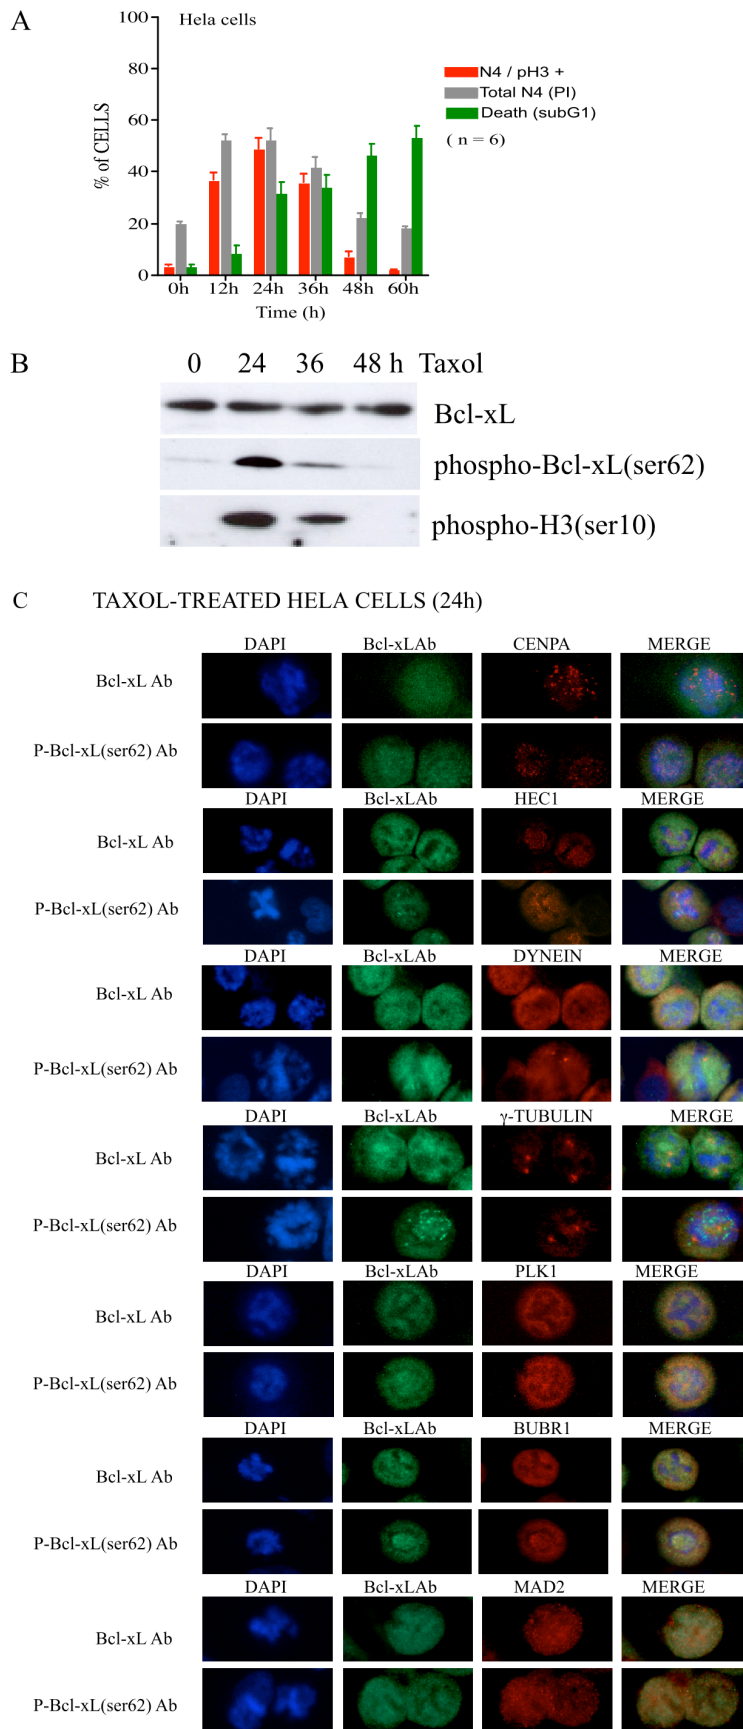 A
Hela cells
100
80
60
40
20
0
% of CELLS
0h 12h 24h 36h 48h 60h
Time (h)
N4 / pH3 +
Total N4 (PI)
Death (subG1)
( n = 6)
B
0 24 36 48 h Taxol
Bcl-xL
phospho-Bcl-xL(ser62)
phospho-H3(ser10)
C TAXOL-TREATED HELA CELLS (24h)
DAPI Bcl-xLAb CENPA MERGE
Bcl-xL Ab
P-Bcl-xL(ser62) Ab
DAPI Bcl-xLAb HEC1 MERGE
Bcl-xL Ab
P-Bcl-xL(ser62) Ab
DAPI Bcl-xLAb DYNEIN MERGE
Bcl-xL Ab
P-Bcl-xL(ser62) Ab
DAPI Bcl-xLAb γ-TUBULIN MERGE
Bcl-xL Ab
P-Bcl-xL(ser62) Ab
DAPI Bcl-xLAb PLK1 MERGE
Bcl-xL Ab
P-Bcl-xL(ser62) Ab
DAPI Bcl-xLAb BUBR1 MERGE
Bcl-xL Ab
P-Bcl-xL(ser62) Ab
DAPI Bcl-xLAb MAD2 MERGE
Bcl-xL Ab
P-Bcl-xL(ser62) Ab